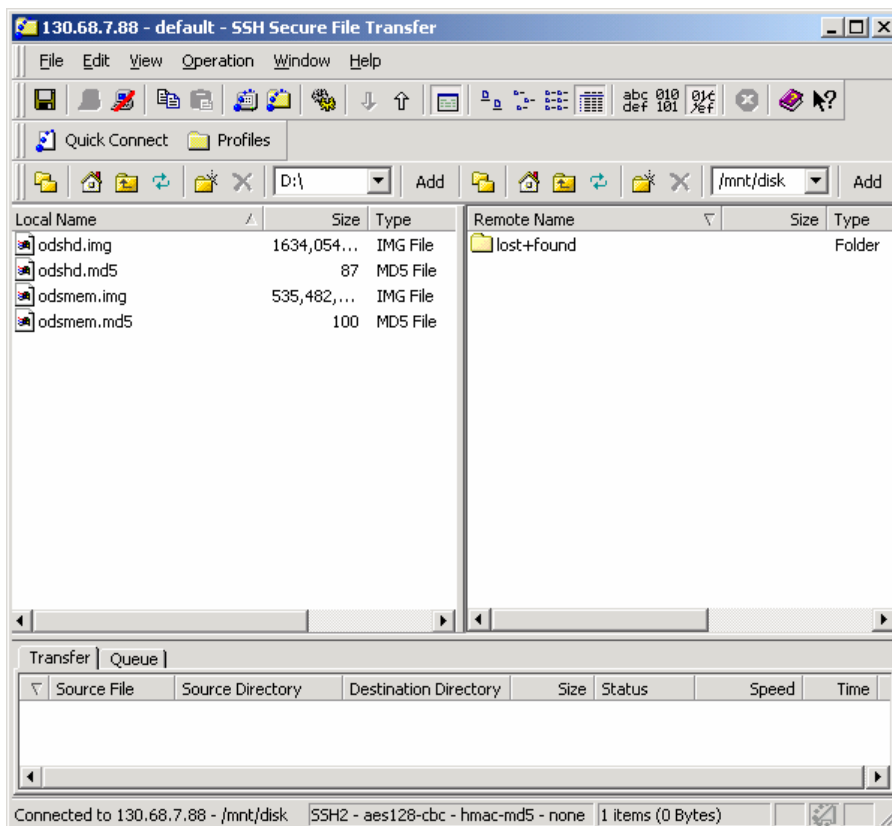 130.68.7.88 - default - SSH Secure File Transfer
File Edit View Operation Window Help
abc def 010 101
Quick Connect Profiles
D:\ Add /mnt/disk Add
Local Name Size Type Remote Name Size Type
odshd.img 1634,054... IMG File lost+found Folder
odshd.md5 87 MD5 File
odsmem.img 535,482,... IMG File
odsmem.md5 100 MD5 File
Transfer Queue
Source File Source Directory Destination Directory Size Status Speed Time
Connected to 130.68.7.88 - /mnt/disk SSH2 - aes128-cbc - hmac-md5 - none 1 items (0 Bytes)